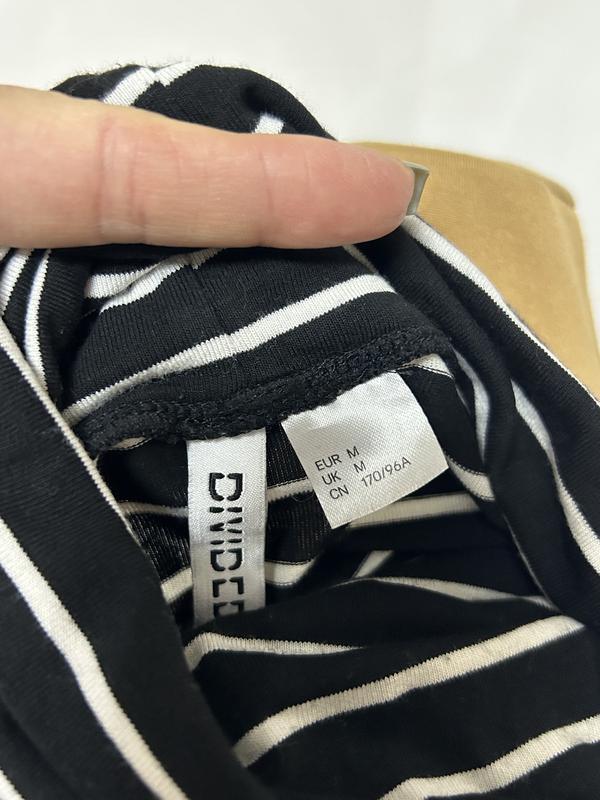 DIVIDED
EUR M
UK M
CN 170/96A